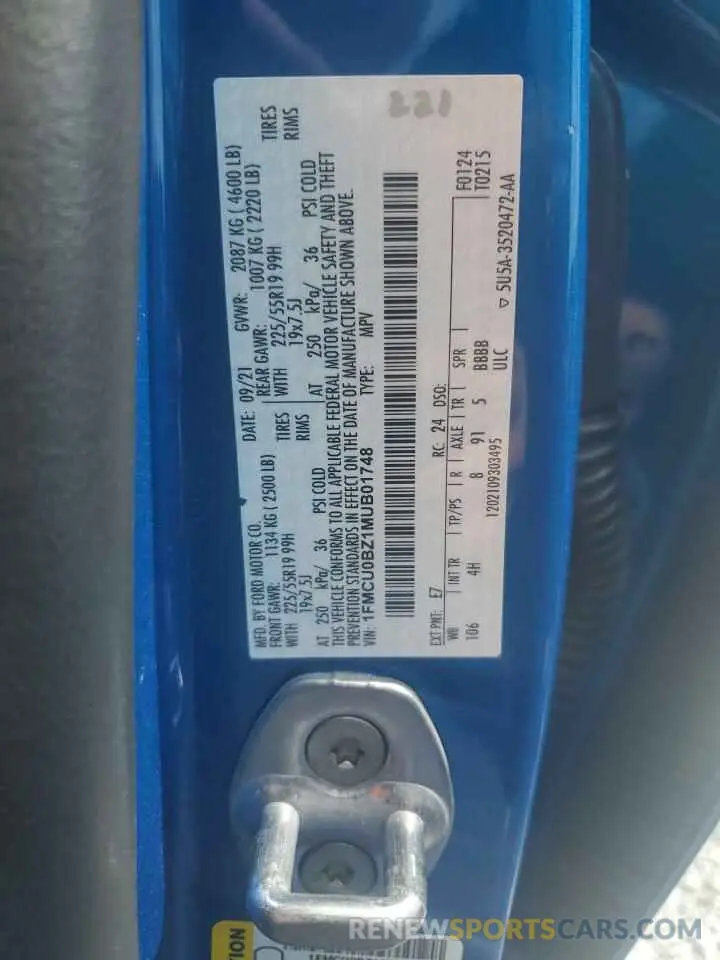 221
MFD. BY FORD MOTOR CO. DATE: 09/21 GVWR: 2087 KG ( 4600 LB)
FRONT GAWR: 1134 KG ( 2500 LB) REAR GAWR: 1007 KG ( 2220 LB)
WITH 225/55R19 99H TIRES WITH 225/55R19 99H TIRES
19x7.5J RIMS 19x7.5J RIMS
AT 250 kPa/ 36 PSI COLD AT 250 kPa/ 36 PSI COLD
THIS VEHICLE CONFORMS TO ALL APPLICABLE FEDERAL MOTOR VEHICLE SAFETY AND THEFT
PREVENTION STANDARDS IN EFFECT ON THE DATE OF MANUFACTURE SHOWN ABOVE.
VIN: 1FMCU0BZ1MUB01748 TYPE: MPV
EXT PNT: E7 RC: 24 DSO: F0124
T0215
WB INT TR TP/PS R AXLE TR SPR
106 4H 8 91 5 BBBB
1202109303495 ULC ▽ 5U5A-3520472-AA
RENEWSPORTSCARS.COM